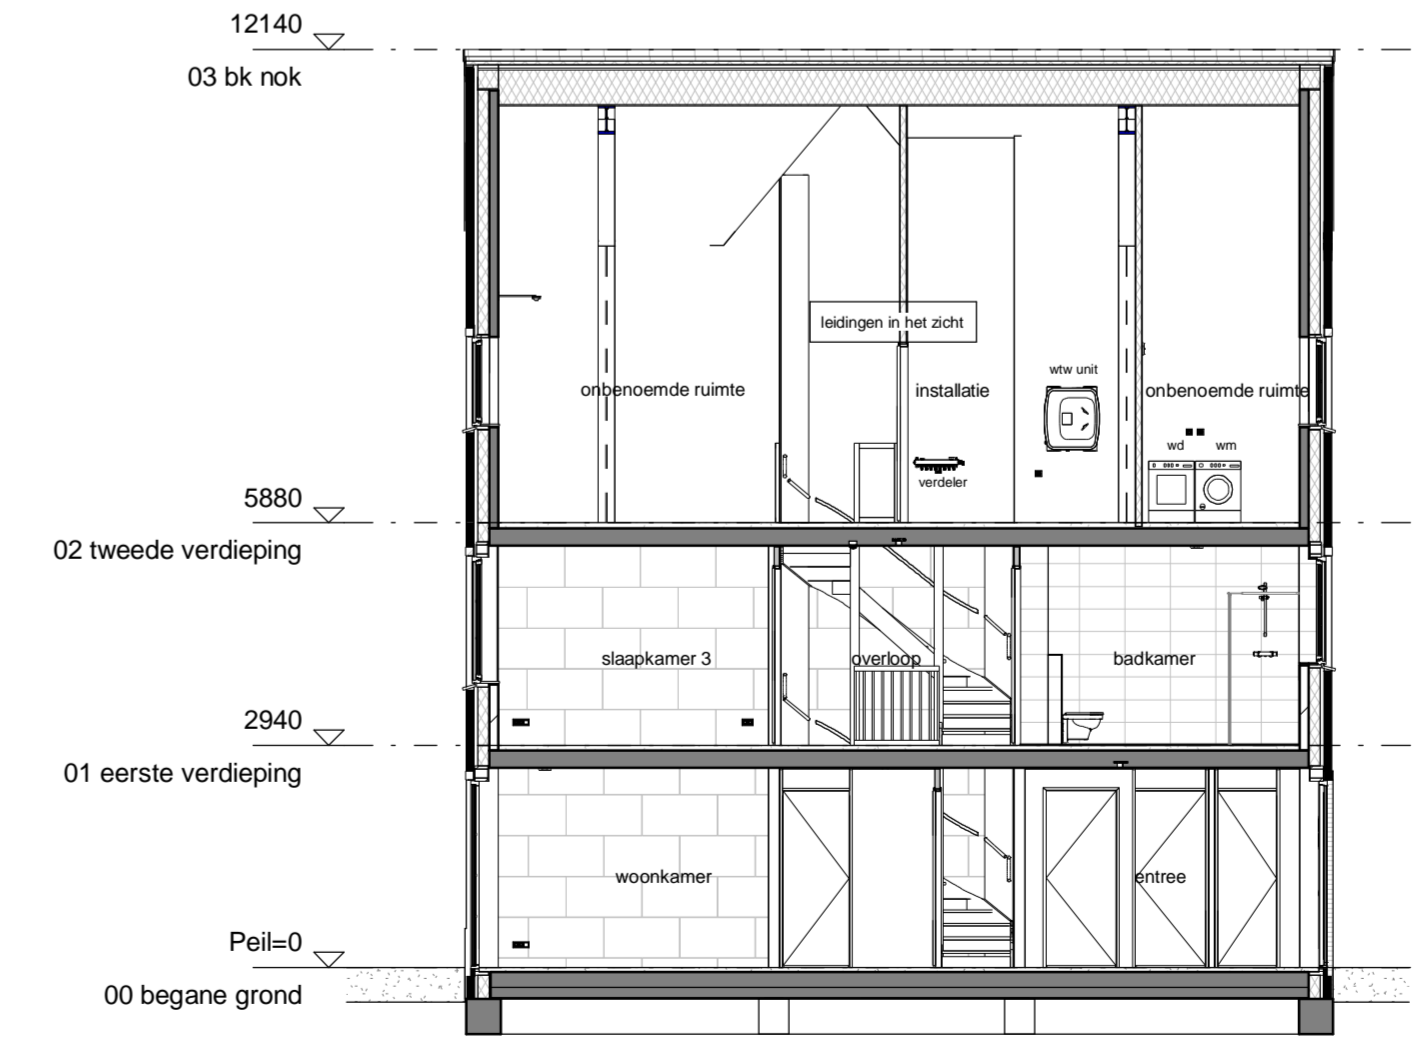 12140
03 bk nok
leidingen in het zicht
wtw unit
onbenoemde ruimte
installatie
onbenoemde ruimte
wd
wm
verdeler
5880
02 tweede verdieping
slaapkamer 3
overloop
badkamer
2940
01 eerste verdieping
woonkamer
entree
Peil=0
00 begane grond